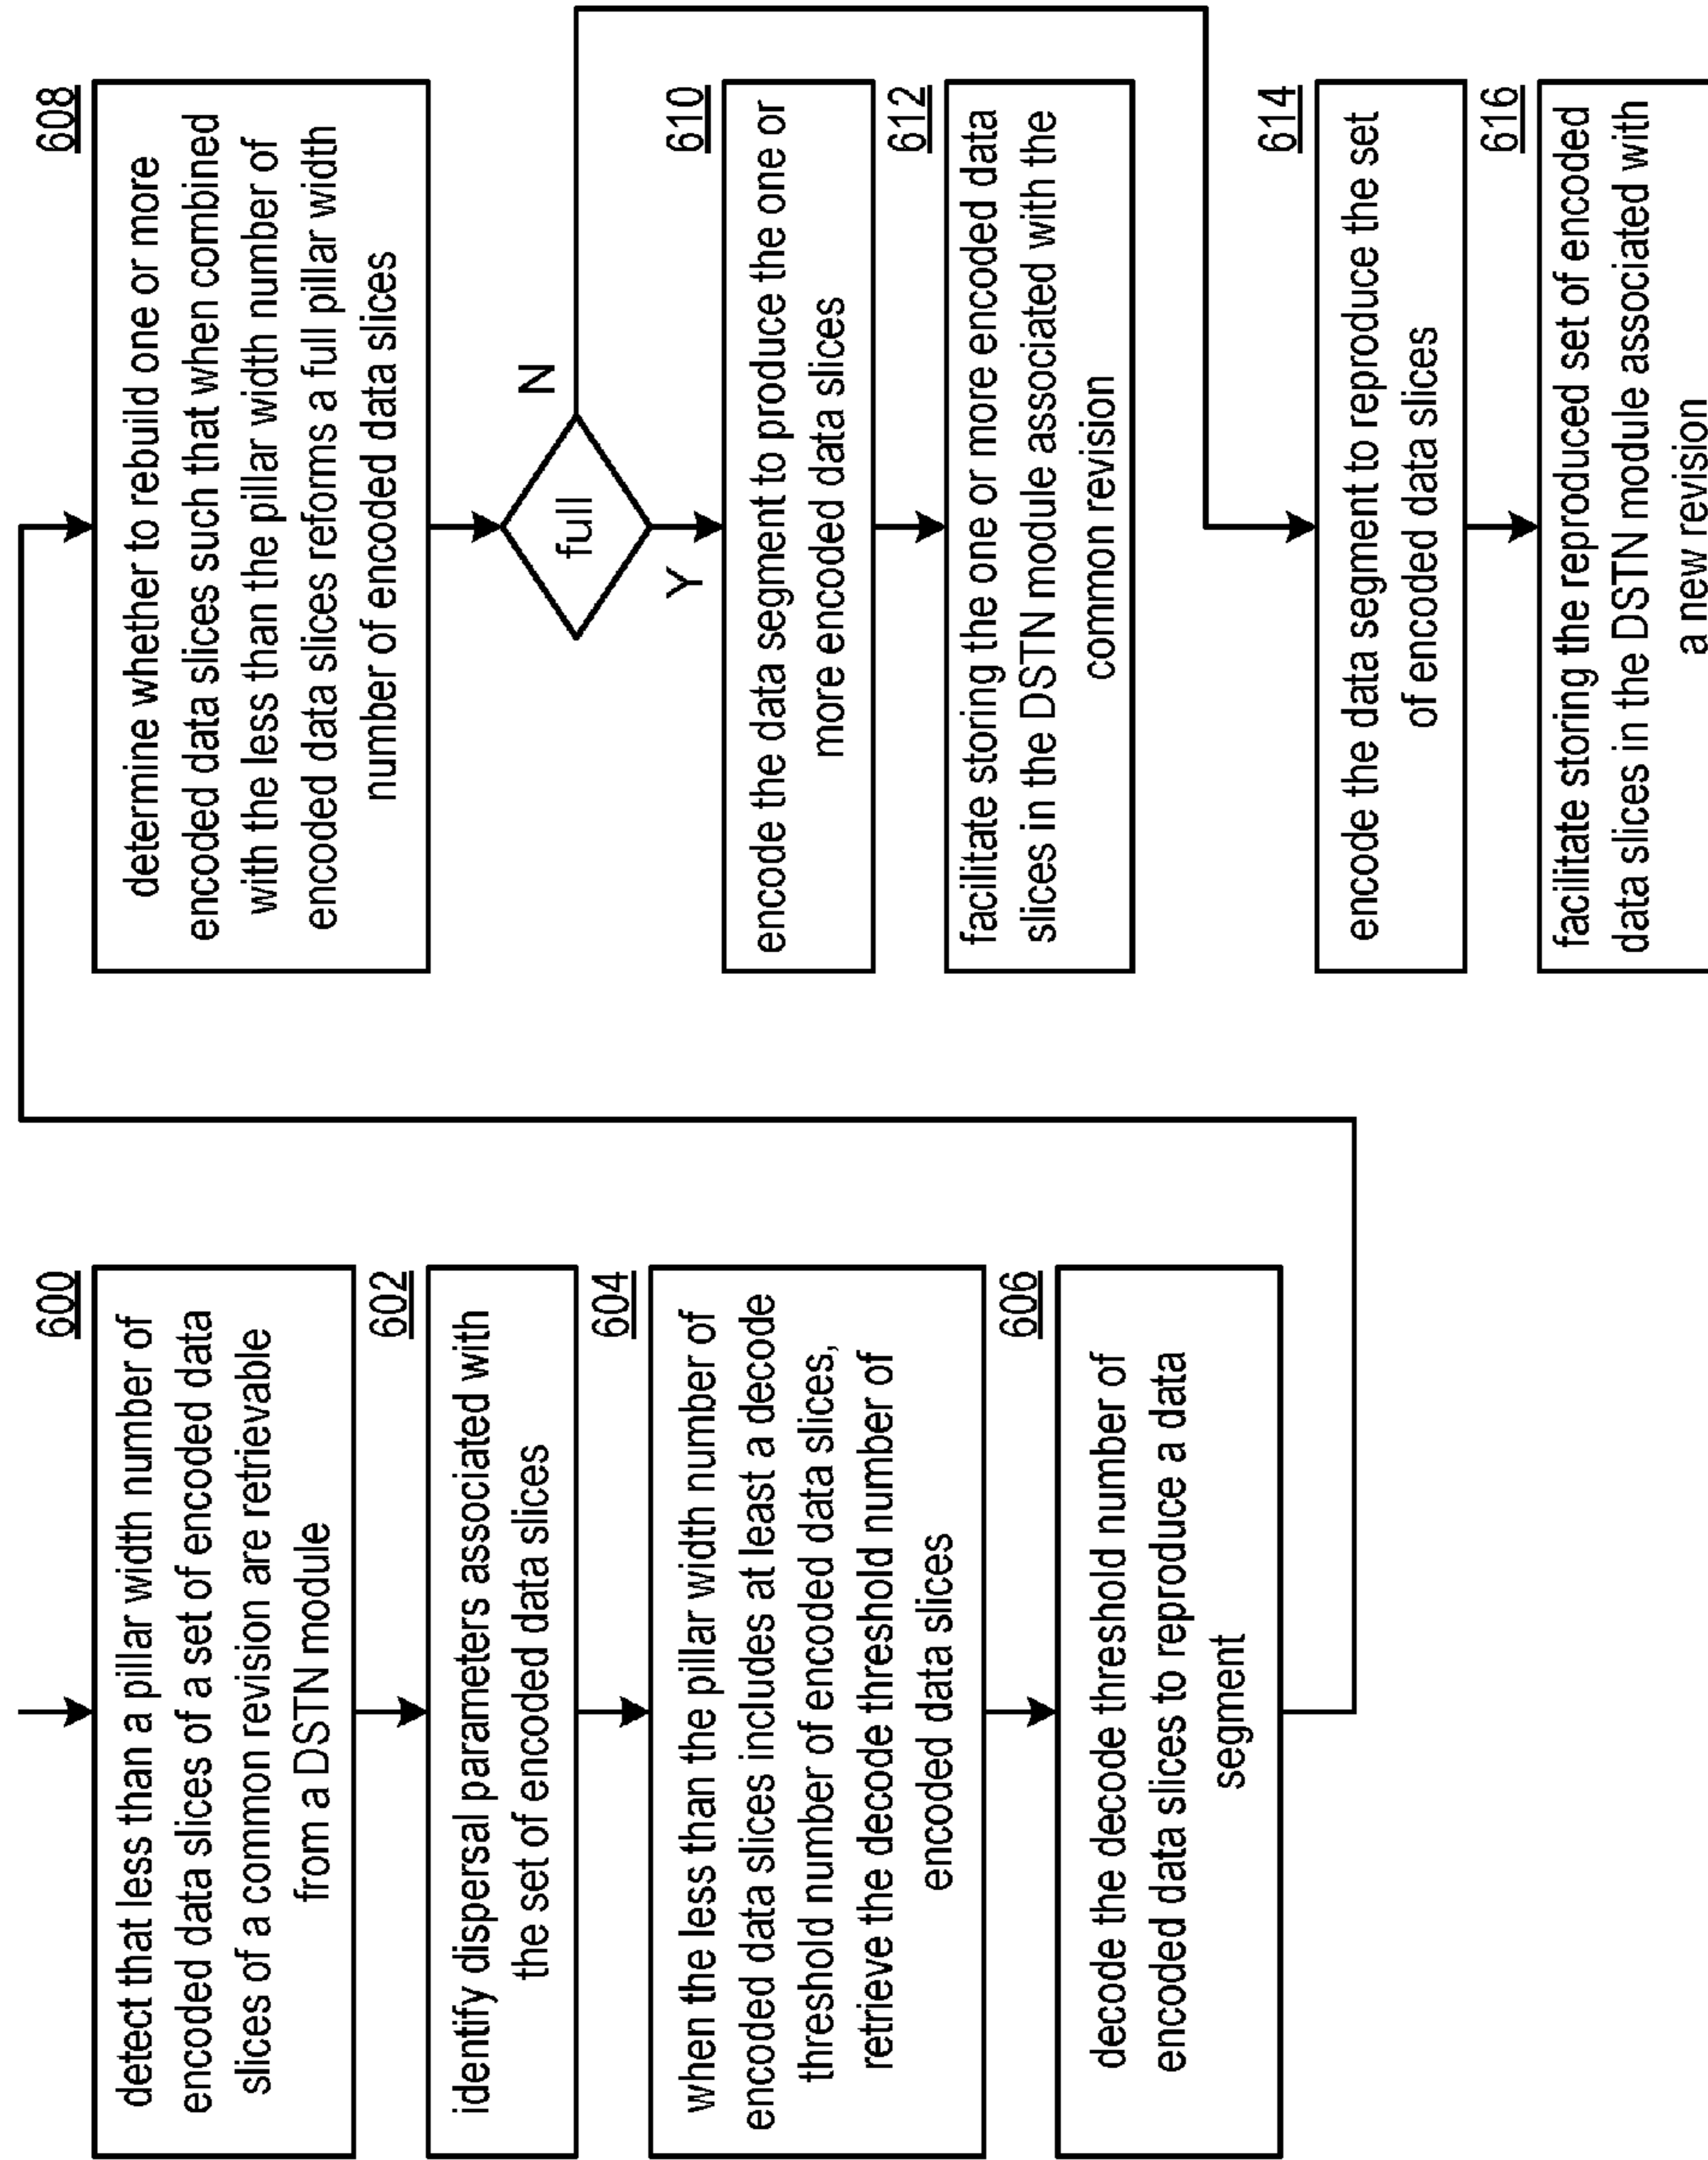 600
detect that less than a pillar width number of
encoded data slices of a set of encoded data
slices of a common revision are retrievable
from a DSTN module
602
identify dispersal parameters associated with
the set of encoded data slices
604
when the less than the pillar width number of
encoded data slices includes at least a decode
threshold number of encoded data slices,
retrieve the decode threshold number of
encoded data slices
606
decode the decode threshold number of
encoded data slices to reproduce a data
segment
608
determine whether to rebuild one or more
encoded data slices such that when combined
with the less than the pillar width number of
encoded data slices reforms a full pillar width
number of encoded data slices
full
N
Y
610
encode the data segment to produce the one or
more encoded data slices
612
facilitate storing the one or more encoded data
slices in the DSTN module associated with the
common revision
614
encode the data segment to reproduce the set
of encoded data slices
616
facilitate storing the reproduced set of encoded
data slices in the DSTN module associated with
a new revision